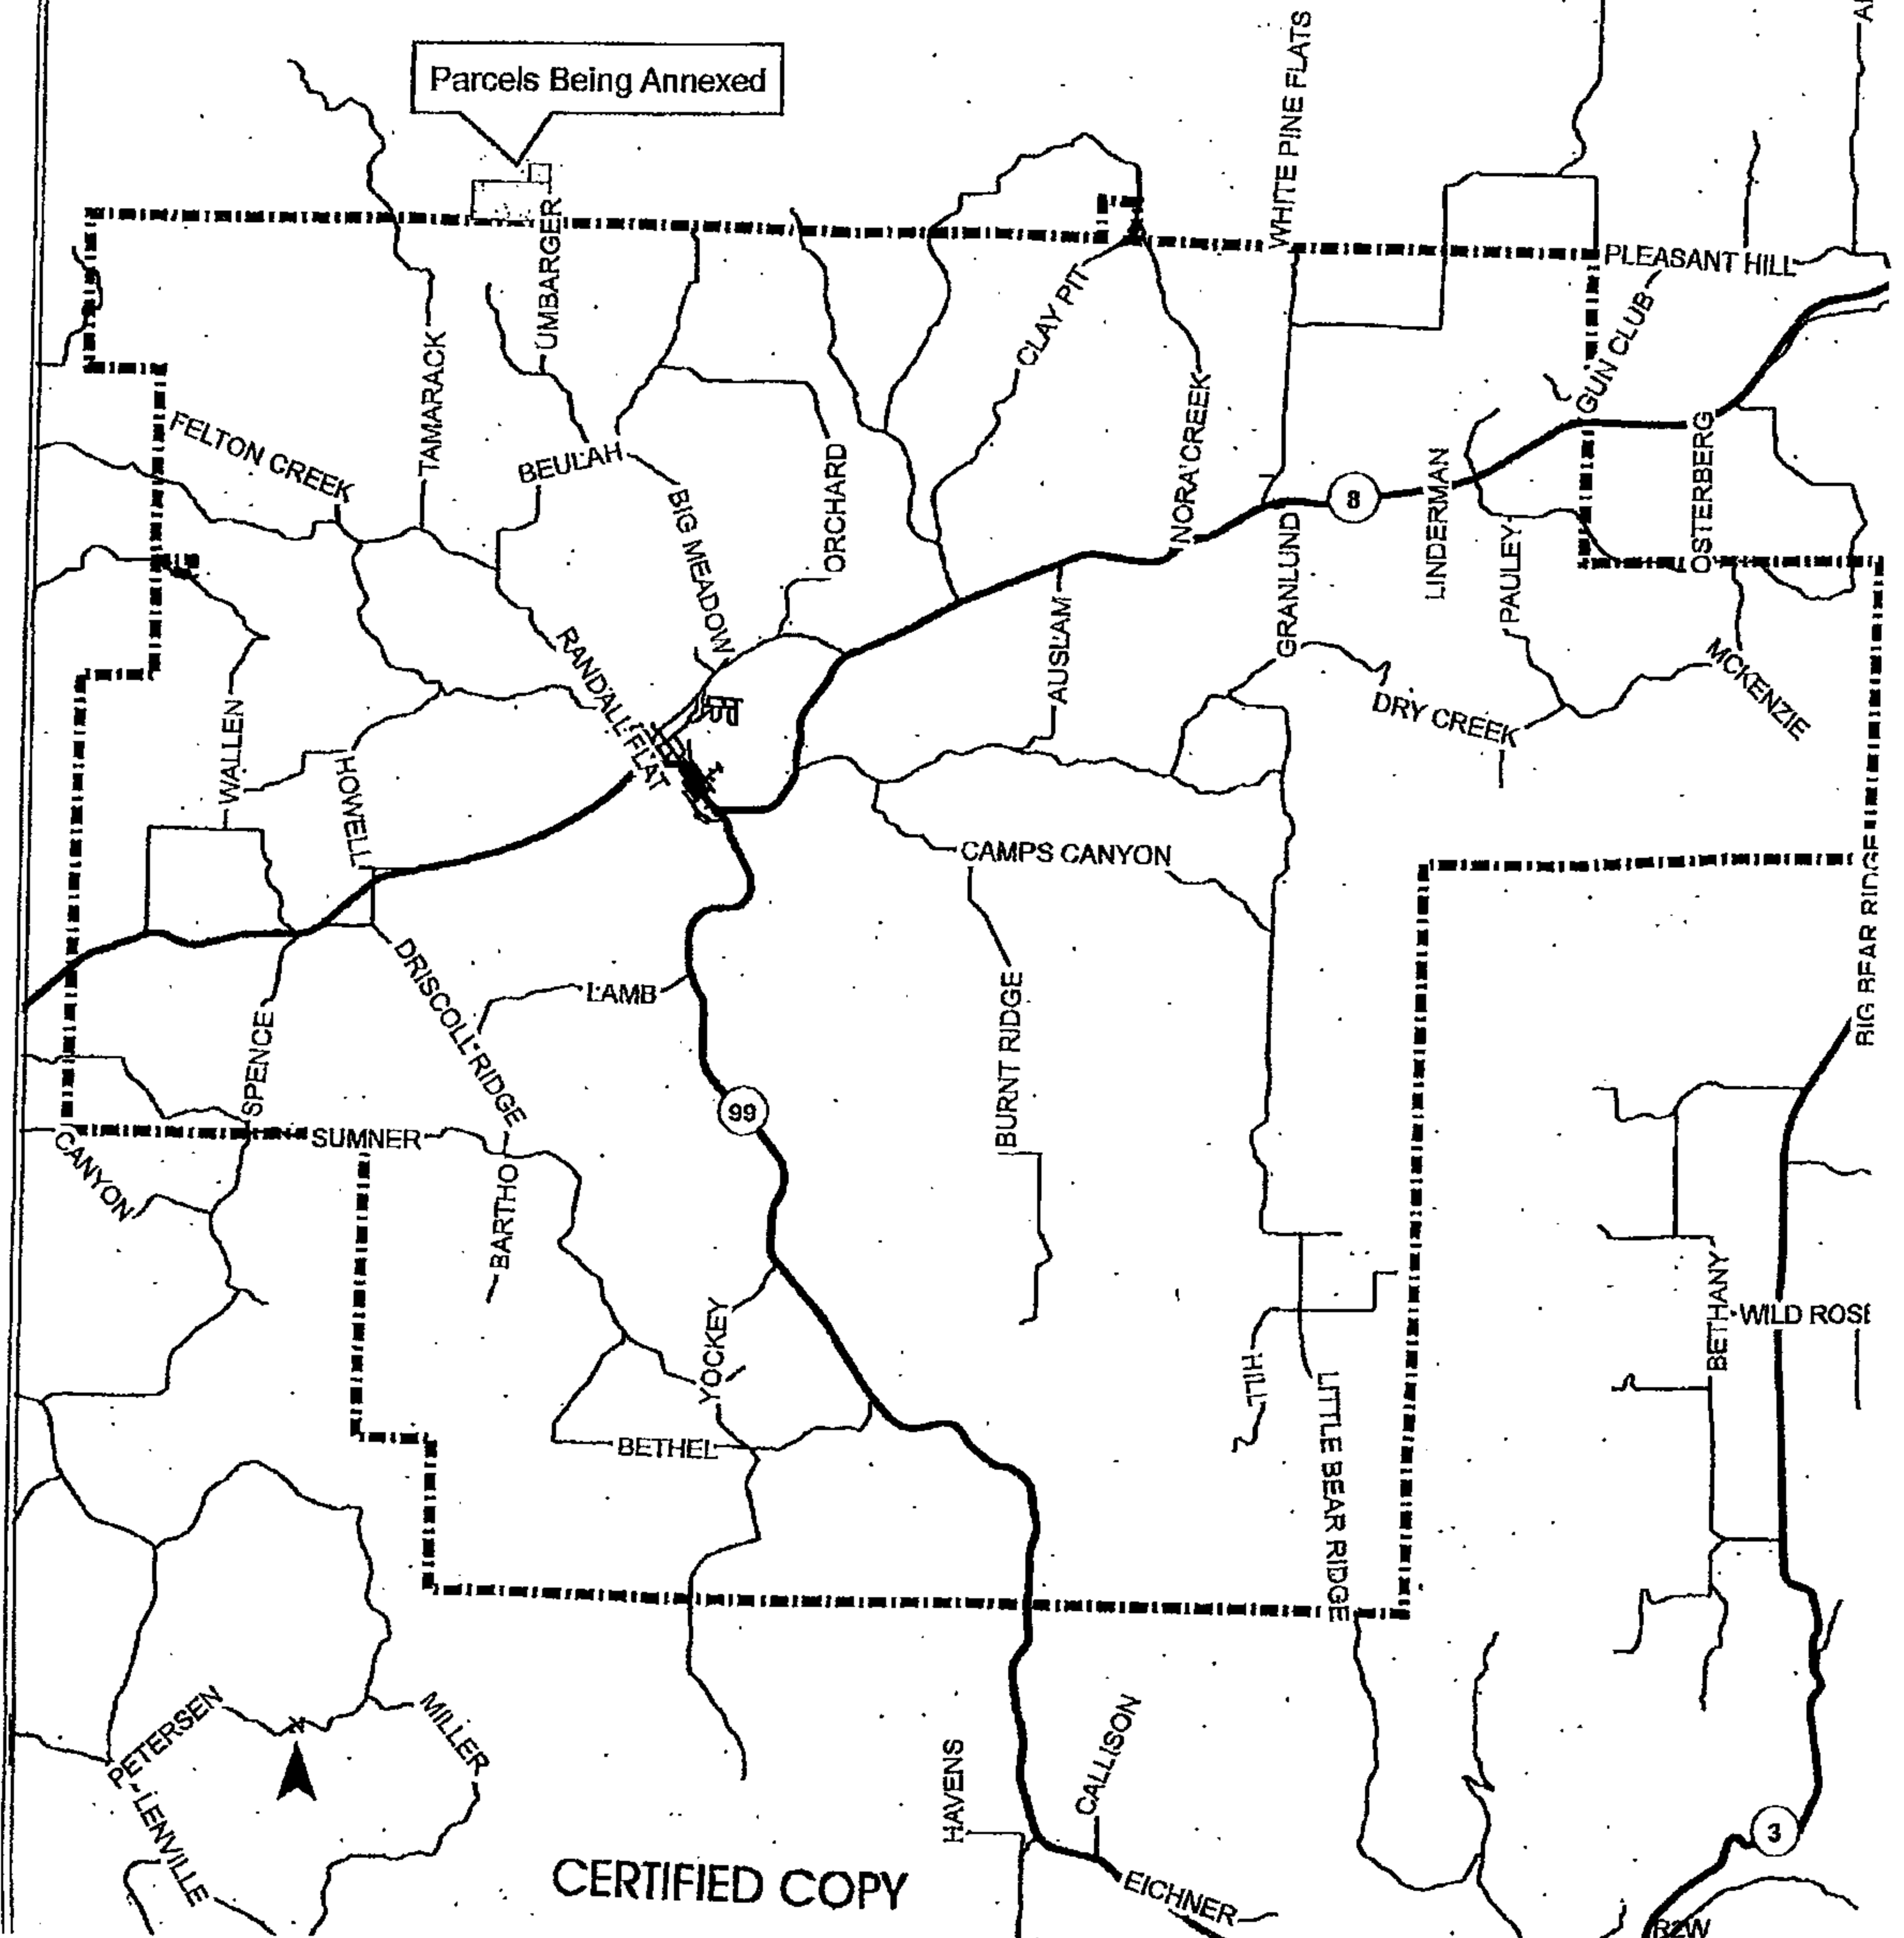 Parcels Being Annexed
WHITE PINE FLATS
UMBARGER
PLEASANT HILL
CLAY PIT
GUN CLUB
TAMARACK
FELTON CREEK
BEULAH
NORA CREEK
ORCHARD
BIG MEADOW
8
LINDERMAN
OSTERBERG
PAULEY
GRANLUND
AUSLAM
RANDALL FLAT
MCKENZIE
DRY CREEK
WALLEN
HOWELL
CAMPS CANYON
BIG BEAR RIDGE
DRISCOLL RIDGE
LAMB
BURNT RIDGE
SPENCE
99
SUMNER
CANYON
BARTHO
YOCKEY
BETHANY
WILD ROSE
HILL
LITTLE BEAR RIDGE
BETHEL
PETERSEN
N
MILLER
LENVILLE
HAVENS
CALLISON
3
CERTIFIED COPY
EICHNER
R2W